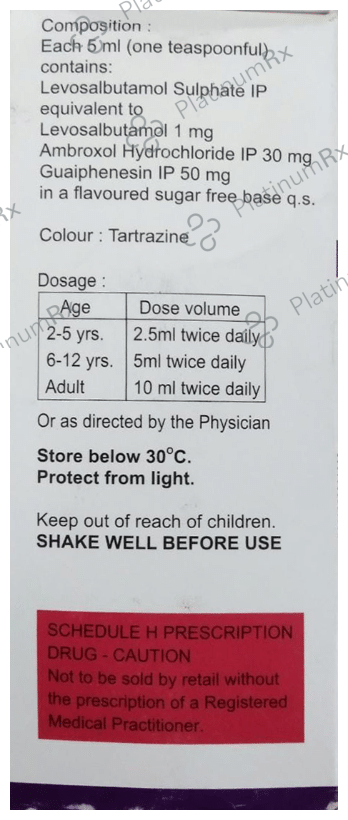 Composition :
Each 5 ml (one teaspoonful)
contains:
Levosalbutamol Sulphate IP
equivalent to
Levosalbutamol 1 mg
Ambroxol Hydrochloride IP 30 mg
Guaiphenesin IP 50 mg
in a flavoured sugar free base q.s.
Colour : Tartrazine
Dosage :
Age Dose volume
2-5 yrs. 2.5ml twice daily
6-12 yrs. 5ml twice daily
Adult 10 ml twice daily
Or as directed by the Physician
Store below 30°C.
Protect from light.
Keep out of reach of children.
SHAKE WELL BEFORE USE
SCHEDULE H PRESCRIPTION
DRUG - CAUTION
Not to be sold by retail without
the prescription of a Registered
Medical Practitioner.
PlatinumRx
PlatinumRx